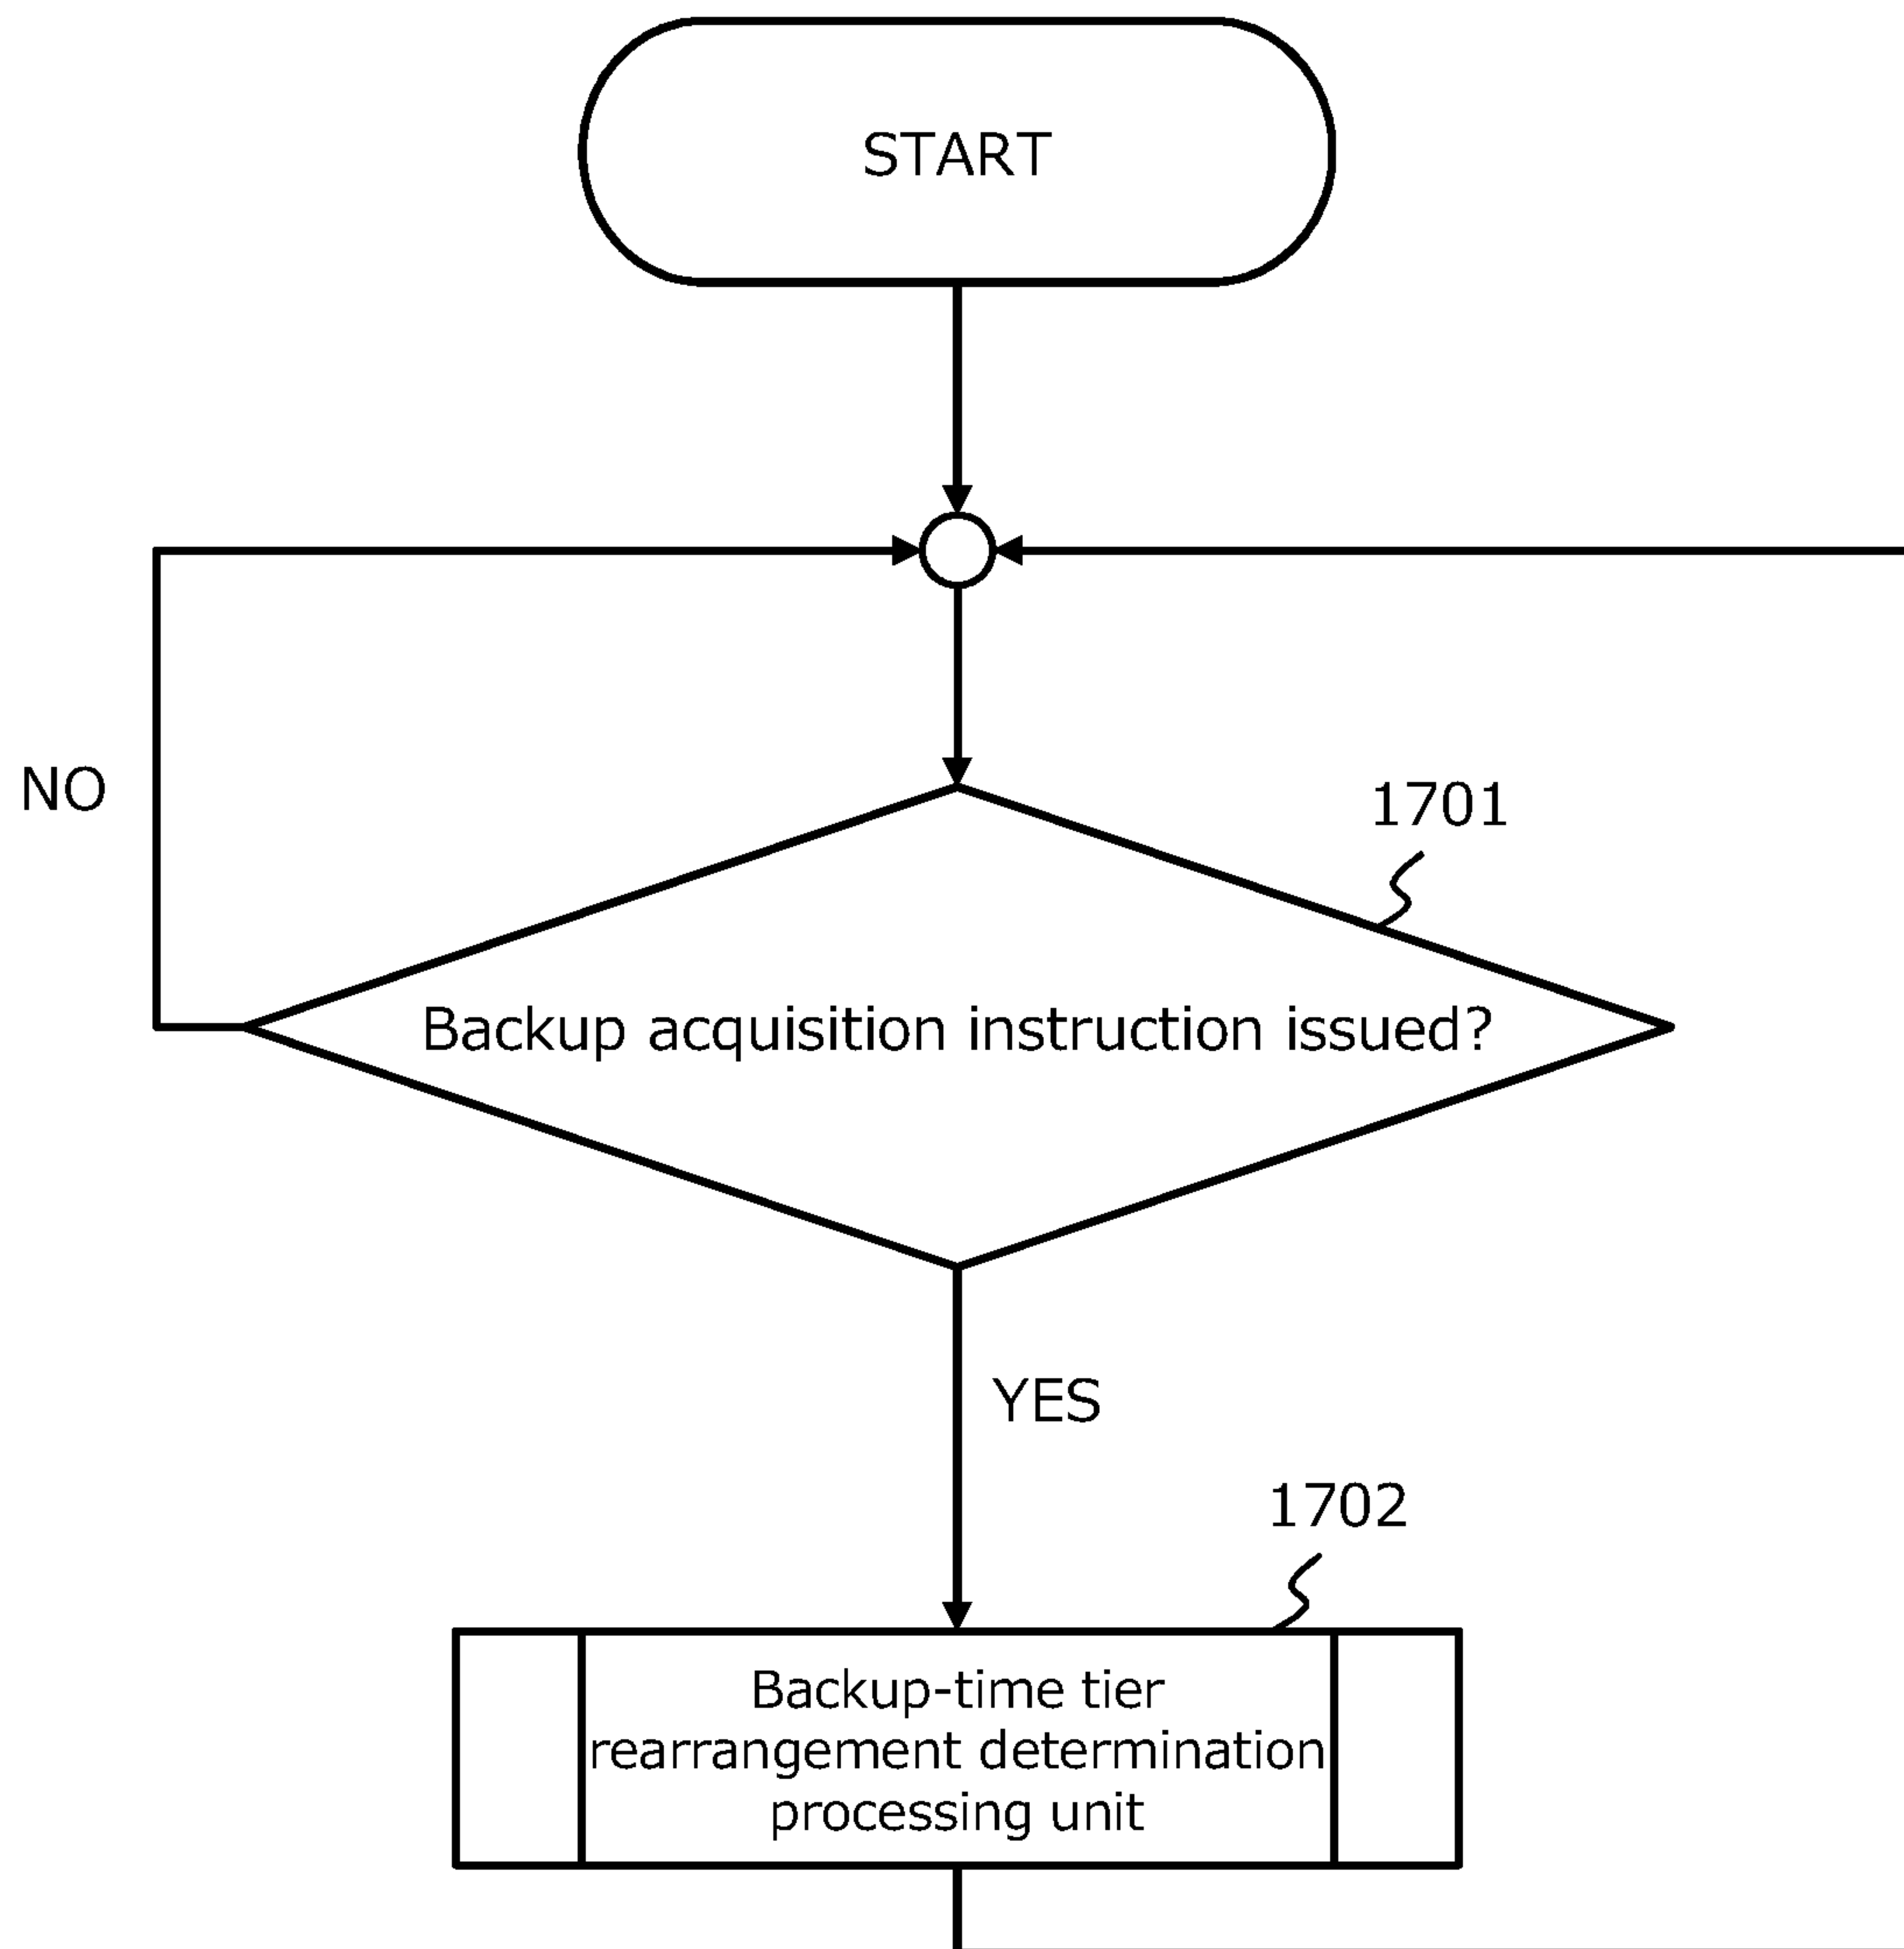 START
NO
1701
Backup acquisition instruction issued?
YES
1702
Backup-time tier
rearrangement determination
processing unit